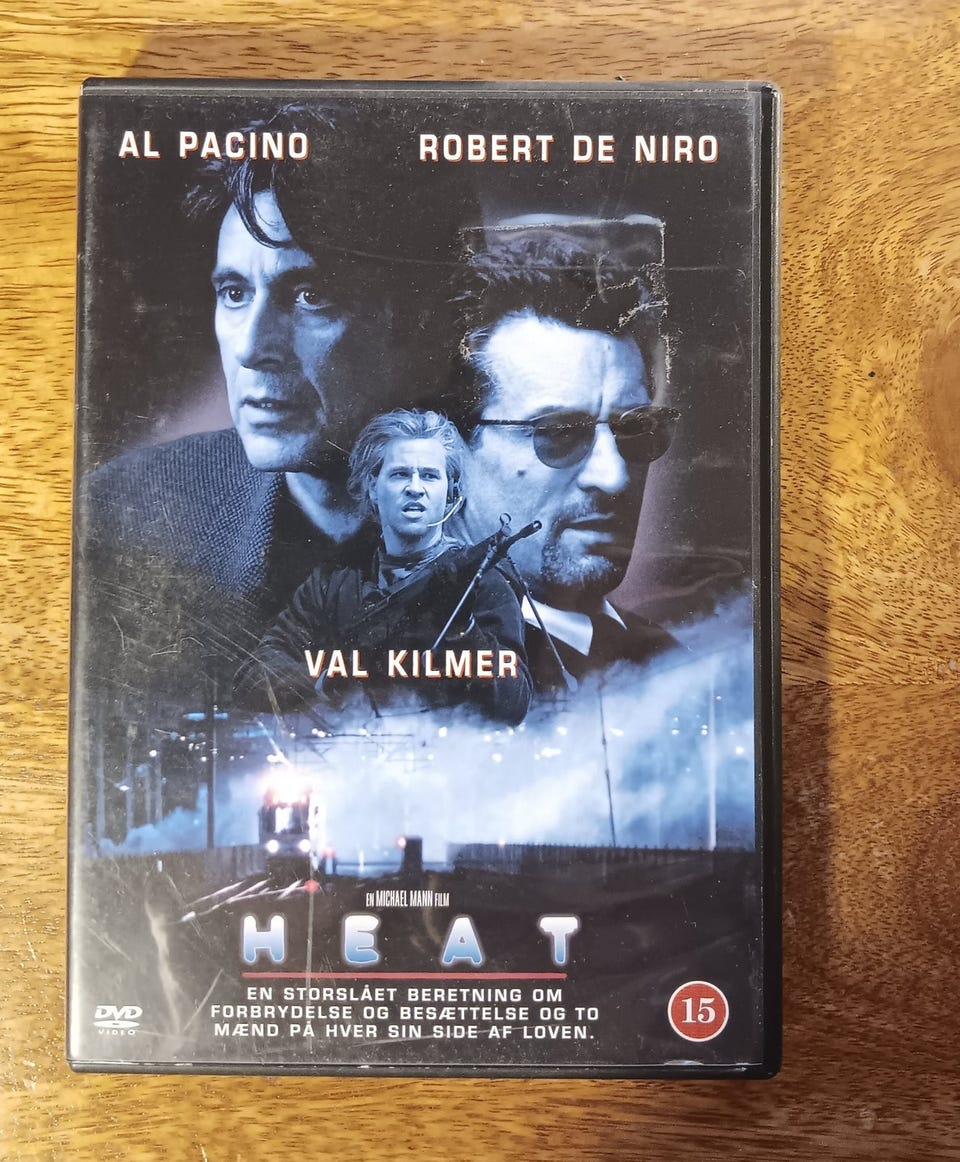 AL PACINO
ROBERT DE NIRO
VAL KILMER
EN MICHAEL MANN FILM
HEAT
EN STORSLÅET BERETNING OM
FORBRYDELSE OG BESÆTTELSE OG TO
MÆND PÅ HVER SIN SIDE AF LOVEN.
DVD
VIDEO
15